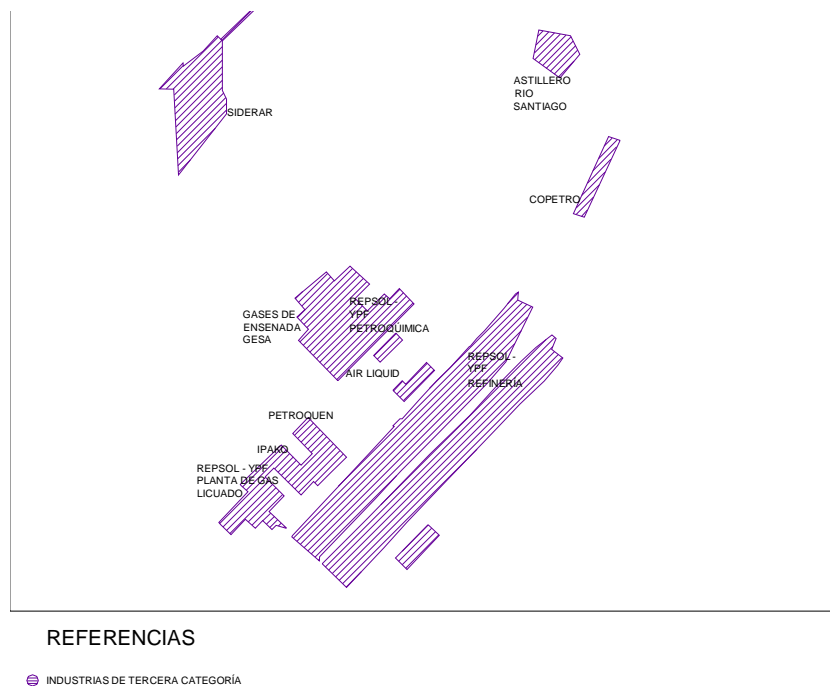 ASTILLERO
RIO
SANTIAGO
SIDERAR
COPETRO
GASES DE
ENSENADA
GESA
REPSOL -
YPF
PETROQUIMICA
REPSOL -
YPF
REFINERÍA
AIR LIQUID
PETROQUEN
IPAKO
REPSOL - YPF
PLANTA DE GAS
LICUADO
REFERENCIAS
INDUSTRIAS DE TERCERA CATEGORÍA